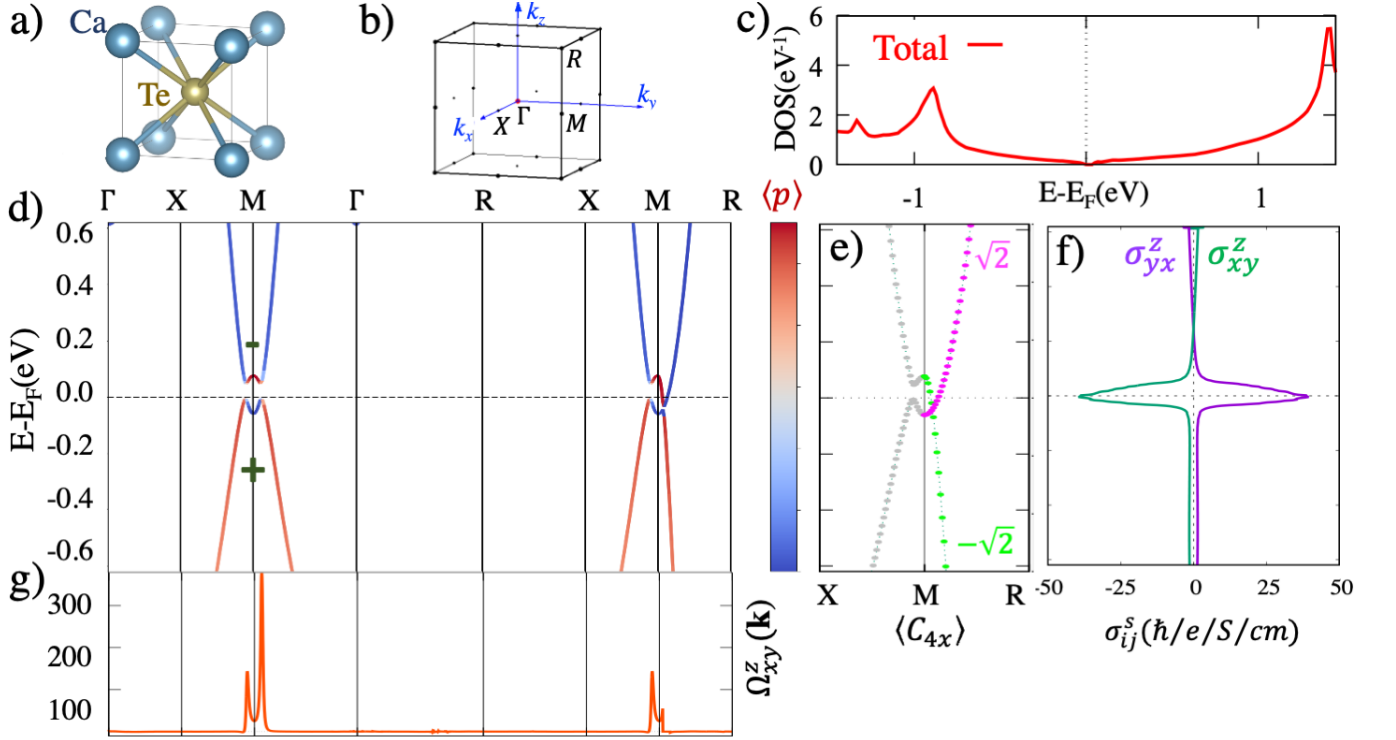 a)
Ca
Te
b)
k_z
R
k_y
Γ
M
X
k_x
c)
6
4
2
0
DOS(eV⁻¹)
Total
-1
E-E_F(eV)
1
d)
Γ X M Γ R X M R
⟨p⟩
0.6
0.4
0.2
0.0
-0.2
-0.4
-0.6
E-E_F(eV)
-
+
e)
√2
-√2
X M R
⟨C₄ₓ⟩
f)
σ^z_yx σ^z_xy
-50 -25 0 25 50
σ^s_ij(ħ/e/S/cm)
g)
300
200
100
Ω^z_xy(k)